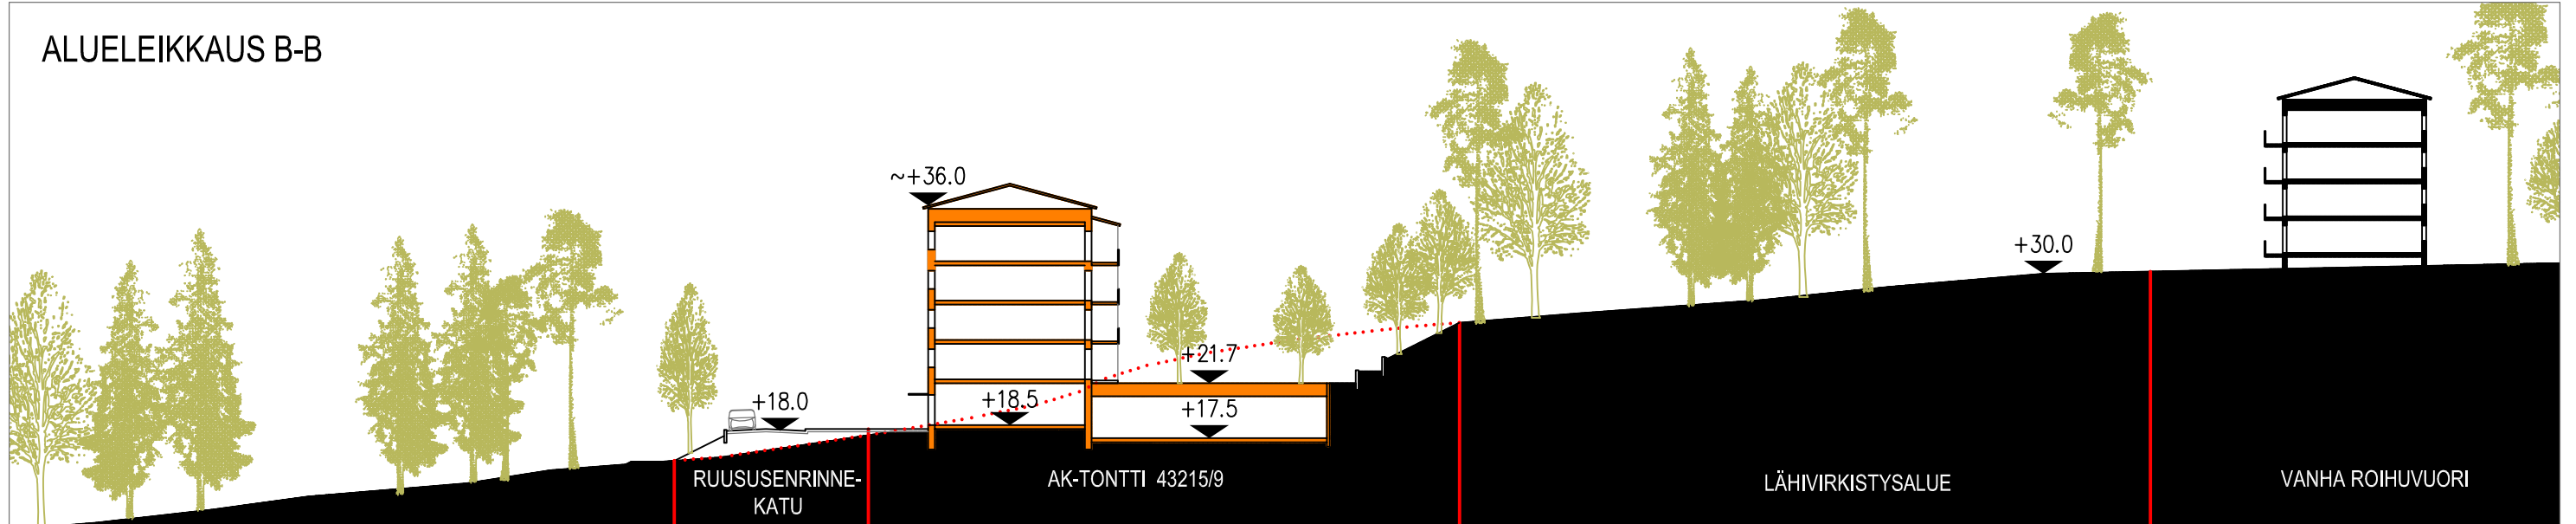 ALUELEIKKAUS B-B
~+36.0
+30.0
+21.7
+18.0
+18.5
+17.5
RUUSUSENRINNE-
KATU
AK-TONTTI 43215/9
LÄHIVIRKISTYSALUE
VANHA ROIHUVUORI